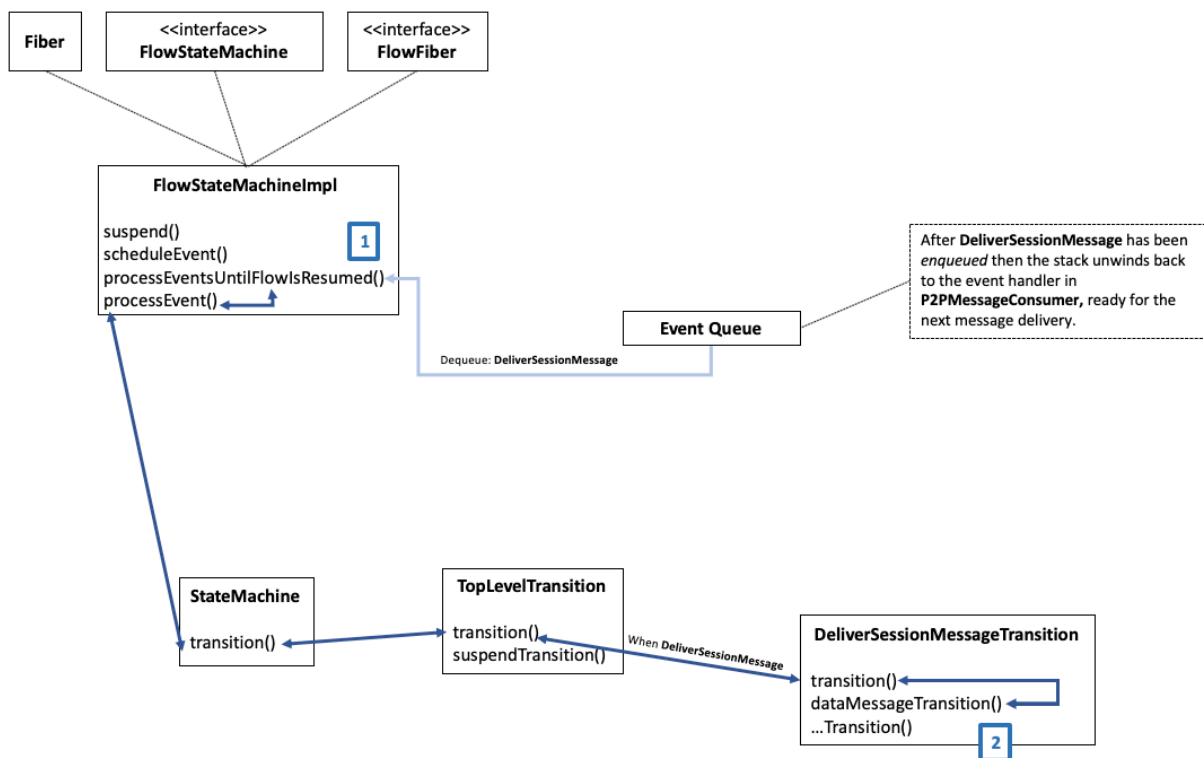 Fiber
<<interface>>
FlowStateMachine
<<interface>>
FlowFiber
FlowStateMachineImpl
suspend()
scheduleEvent()
processEventsUntilFlowIsResumed()
processEvent()
1
After DeliverSessionMessage has been
enqueued then the stack unwinds back
to the event handler in
P2PMessageConsumer, ready for the
next message delivery.
Event Queue
Dequeue: DeliverSessionMessage
StateMachine
transition()
TopLevelTransition
transition()
suspendTransition()
When DeliverSessionMessage
DeliverSessionMessageTransition
transition()
dataMessageTransition()
...Transition()
2